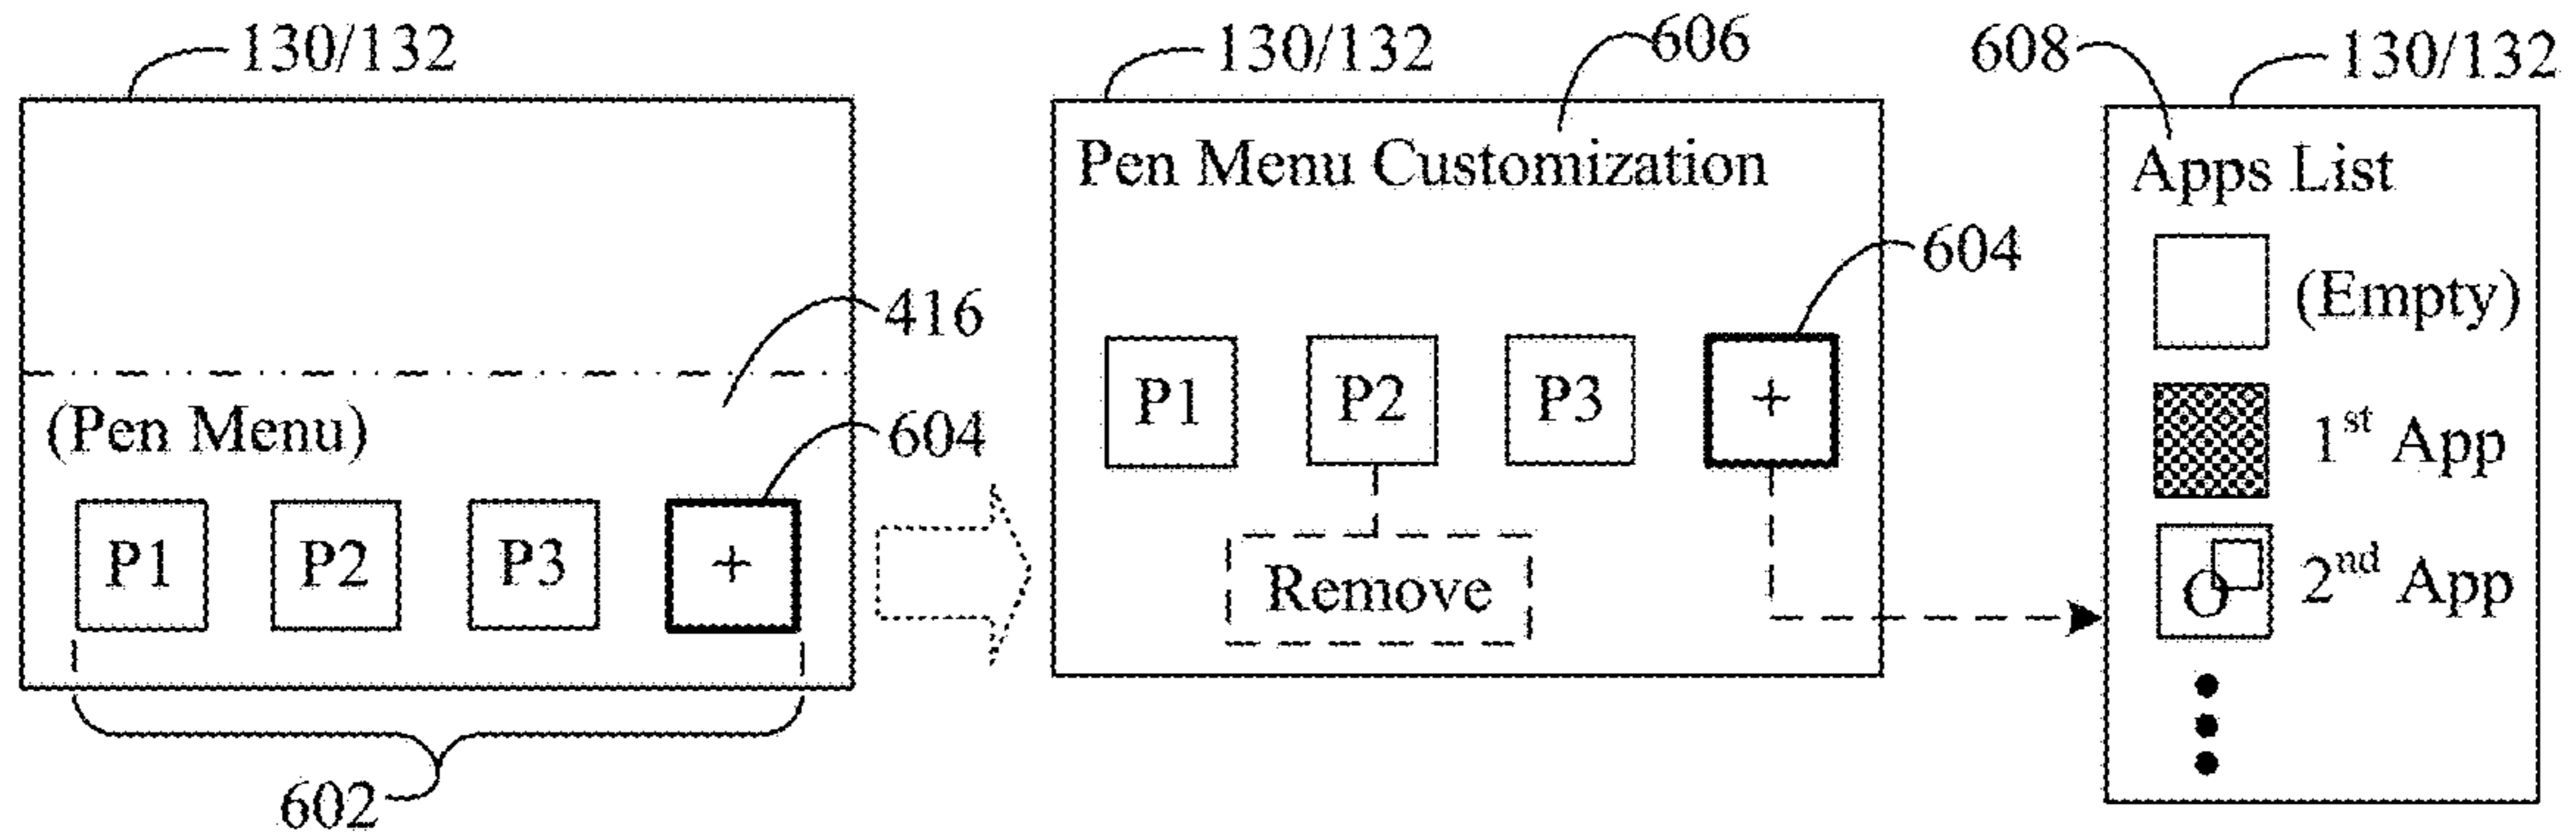 130/132
416
(Pen Menu)
604
P1 P2 P3 +
602
130/132
606
Pen Menu Customization
604
P1 P2 P3 +
Remove
608
130/132
Apps List
(Empty)
1st App
2nd App